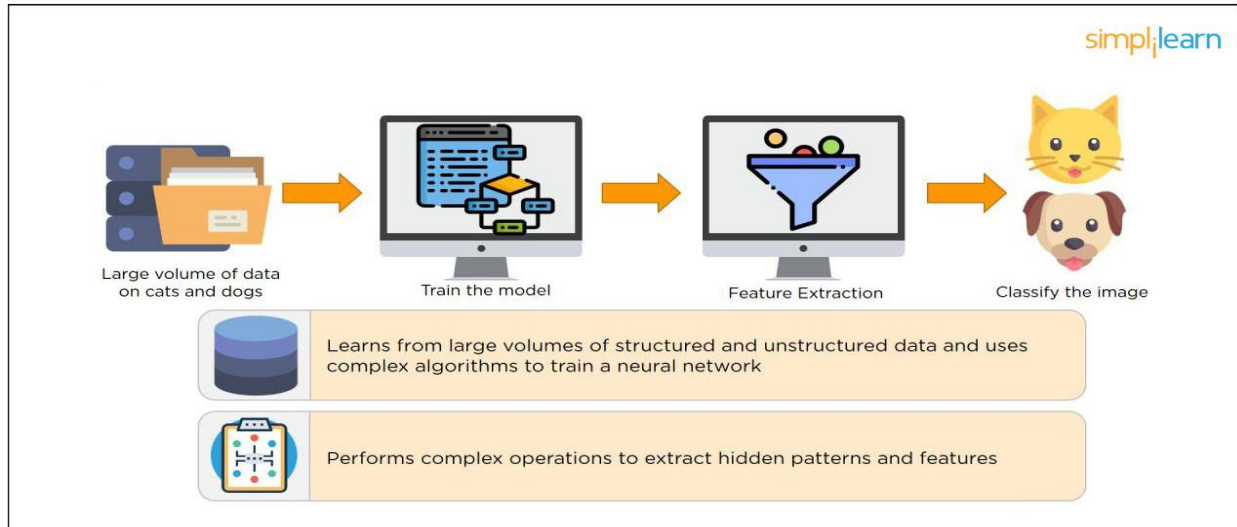 simplilearn
Large volume of data
on cats and dogs
Train the model
Feature Extraction
Classify the image
Learns from large volumes of structured and unstructured data and uses
complex algorithms to train a neural network
Performs complex operations to extract hidden patterns and features